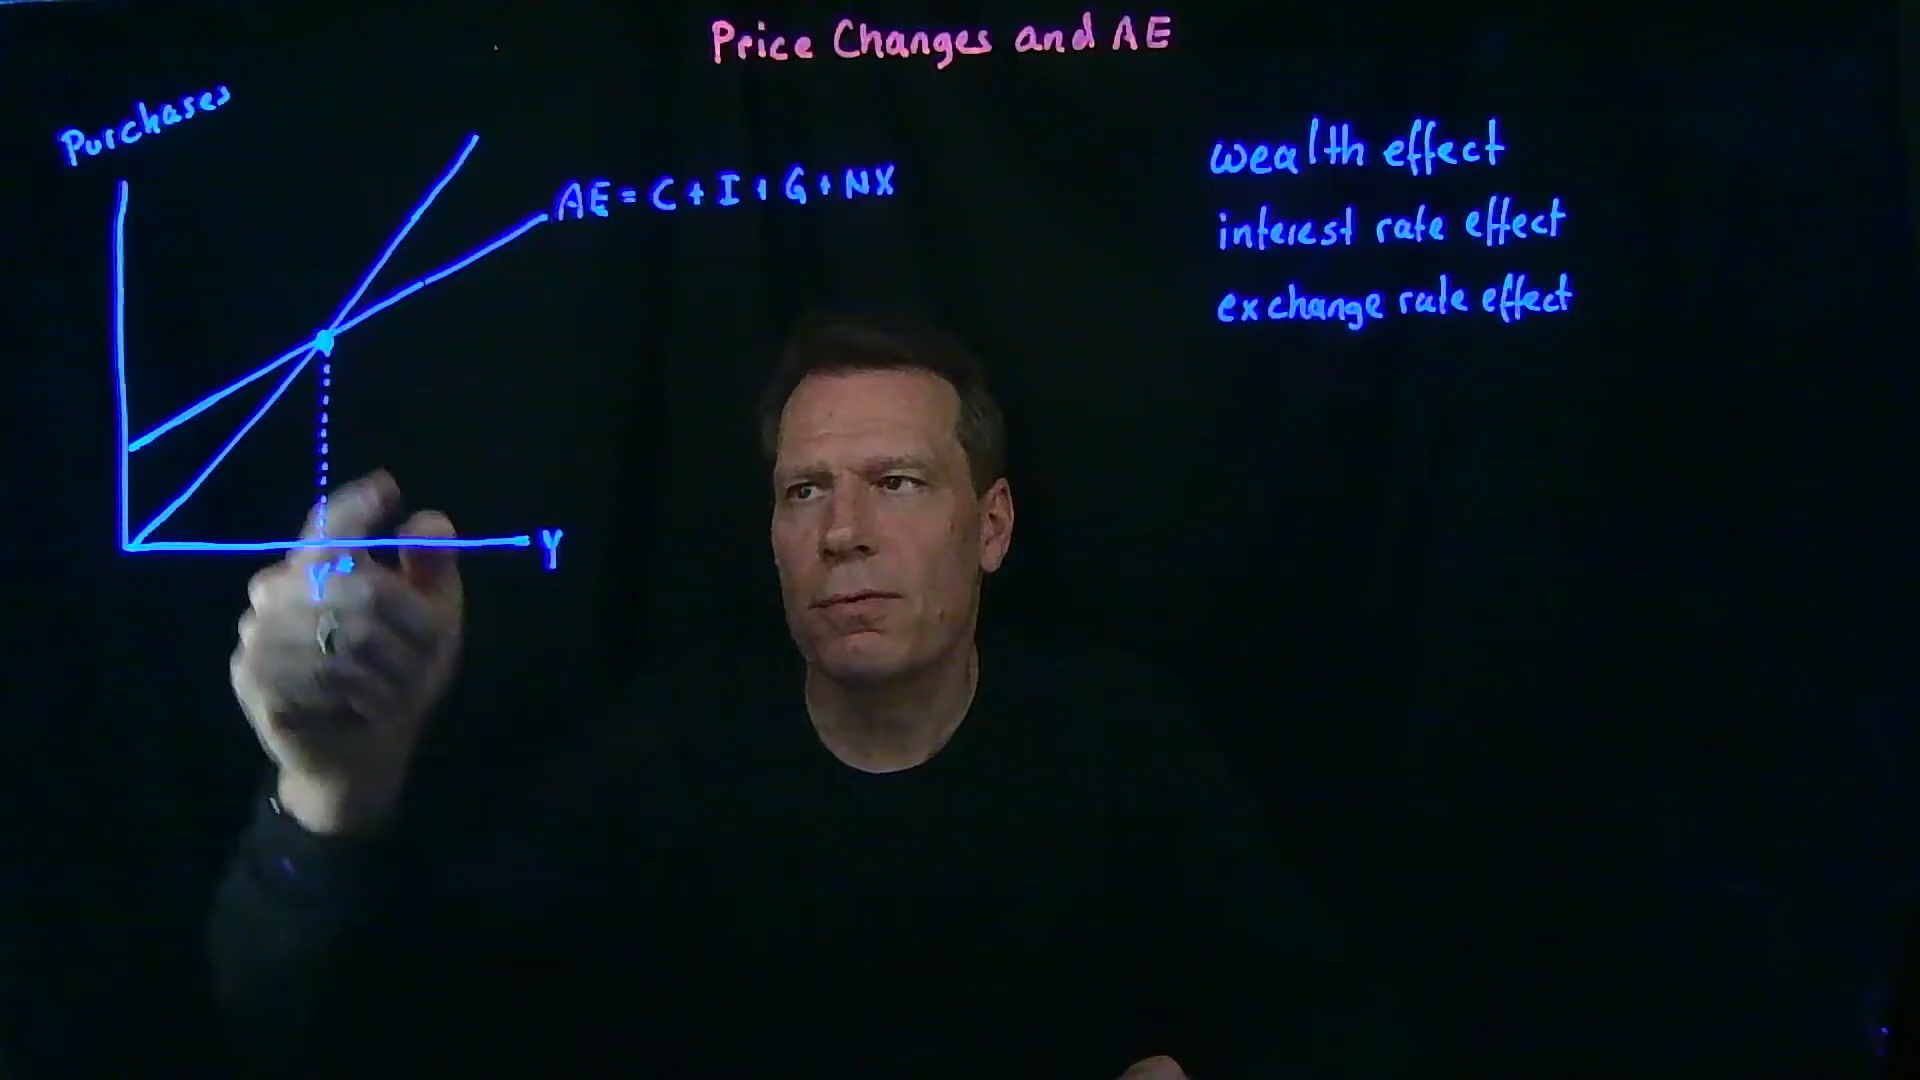 Price Changes and AE
Purchases
AE = C + I + G + NX
Y
Y*
wealth effect
interest rate effect
exchange rate effect